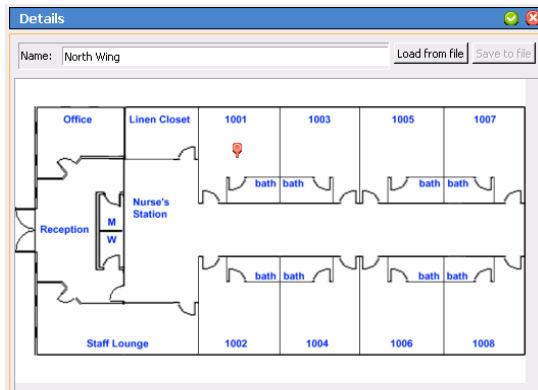 Details
Name: North Wing Load from file Save to file
Office Linen Closet 1001 1003 1005 1007
bath bath bath bath
M
Nurse's
Station
Reception
W
bath bath bath bath
Staff Lounge 1002 1004 1006 1008